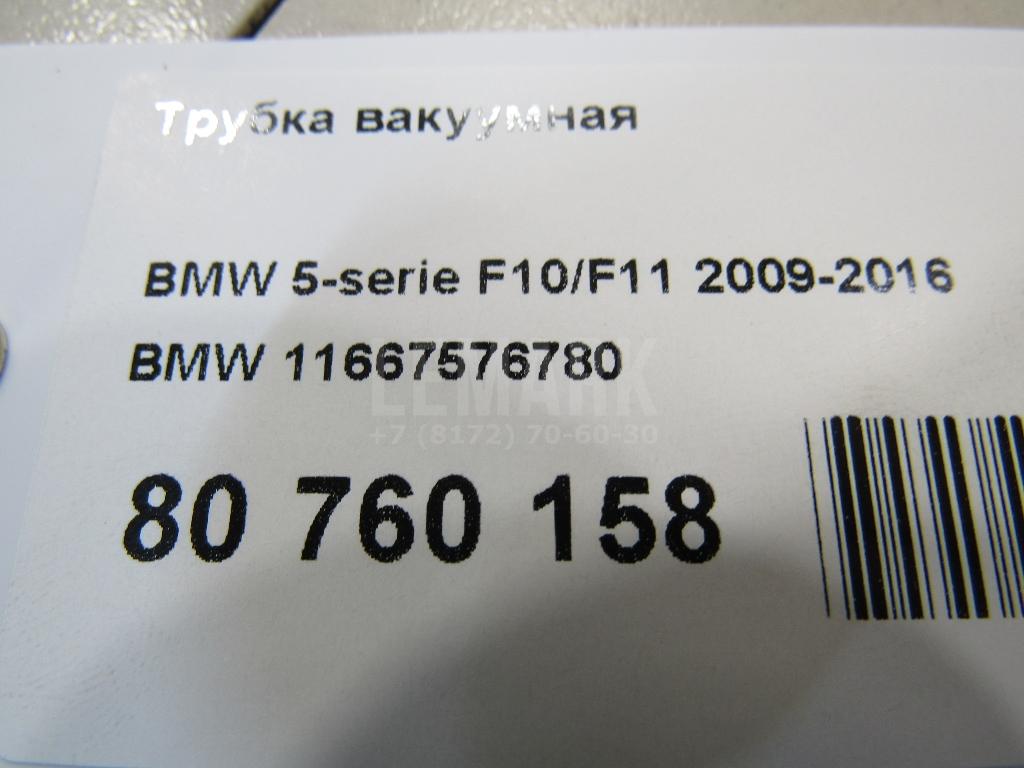 Трубка вакуумная
BMW 5-serie F10/F11 2009-2016
BMW 11667576780
LEMARK
+7 (8172) 70-60-30
80 760 158